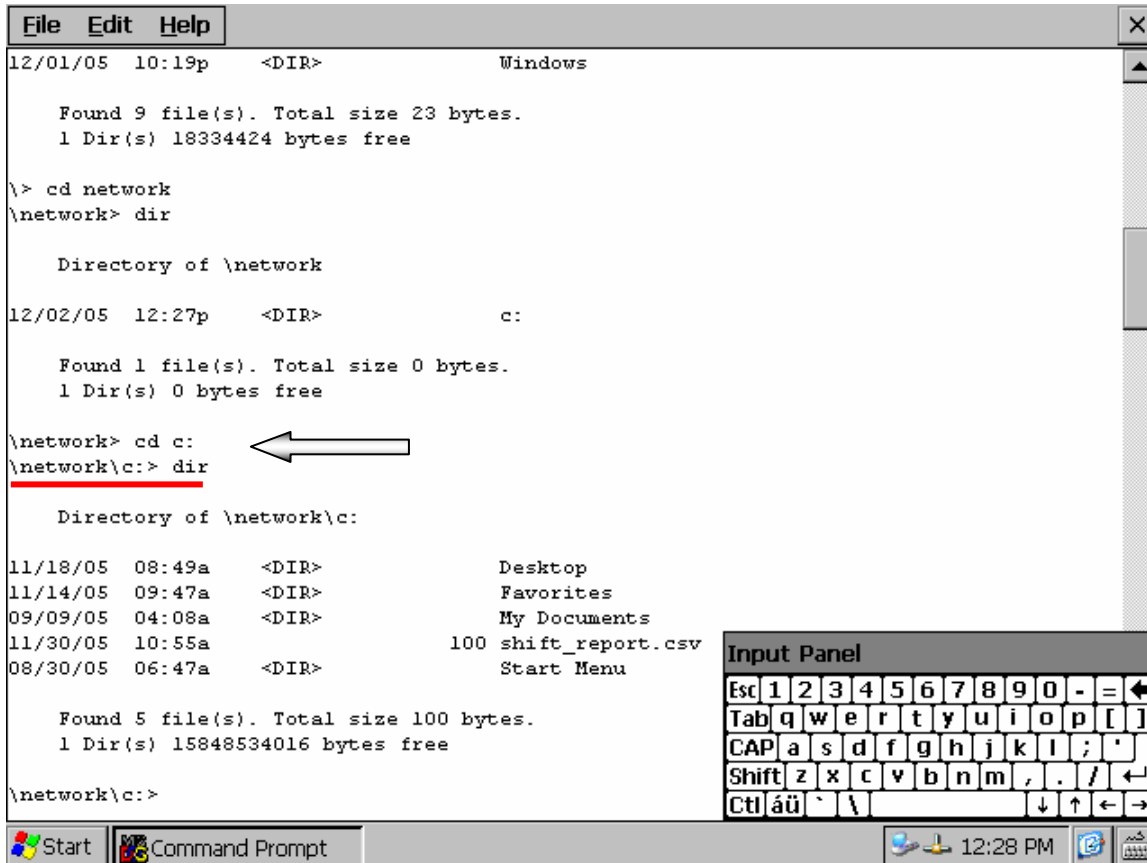 File Edit Help
12/01/05 10:19p <DIR> Windows
Found 9 file(s). Total size 23 bytes.
1 Dir(s) 18334424 bytes free
\> cd network
\network> dir
Directory of \network
12/02/05 12:27p <DIR> c:
Found 1 file(s). Total size 0 bytes.
1 Dir(s) 0 bytes free
\network> cd c:
\network\c:> dir
Directory of \network\c:
11/18/05 08:49a <DIR> Desktop
11/14/05 09:47a <DIR> Favorites
09/09/05 04:08a <DIR> My Documents
11/30/05 10:55a 100 shift_report.csv
08/30/05 06:47a <DIR> Start Menu
Found 5 file(s). Total size 100 bytes.
1 Dir(s) 15848534016 bytes free
\network\c:>
Input Panel
Esc 1 2 3 4 5 6 7 8 9 0 - =
Tab q w e r t y u i o p [ ]
CAP a s d f g h j k l ; '
Shift z x c v b n m , . /
Ctl áü ` \
Start Command Prompt 12:28 PM